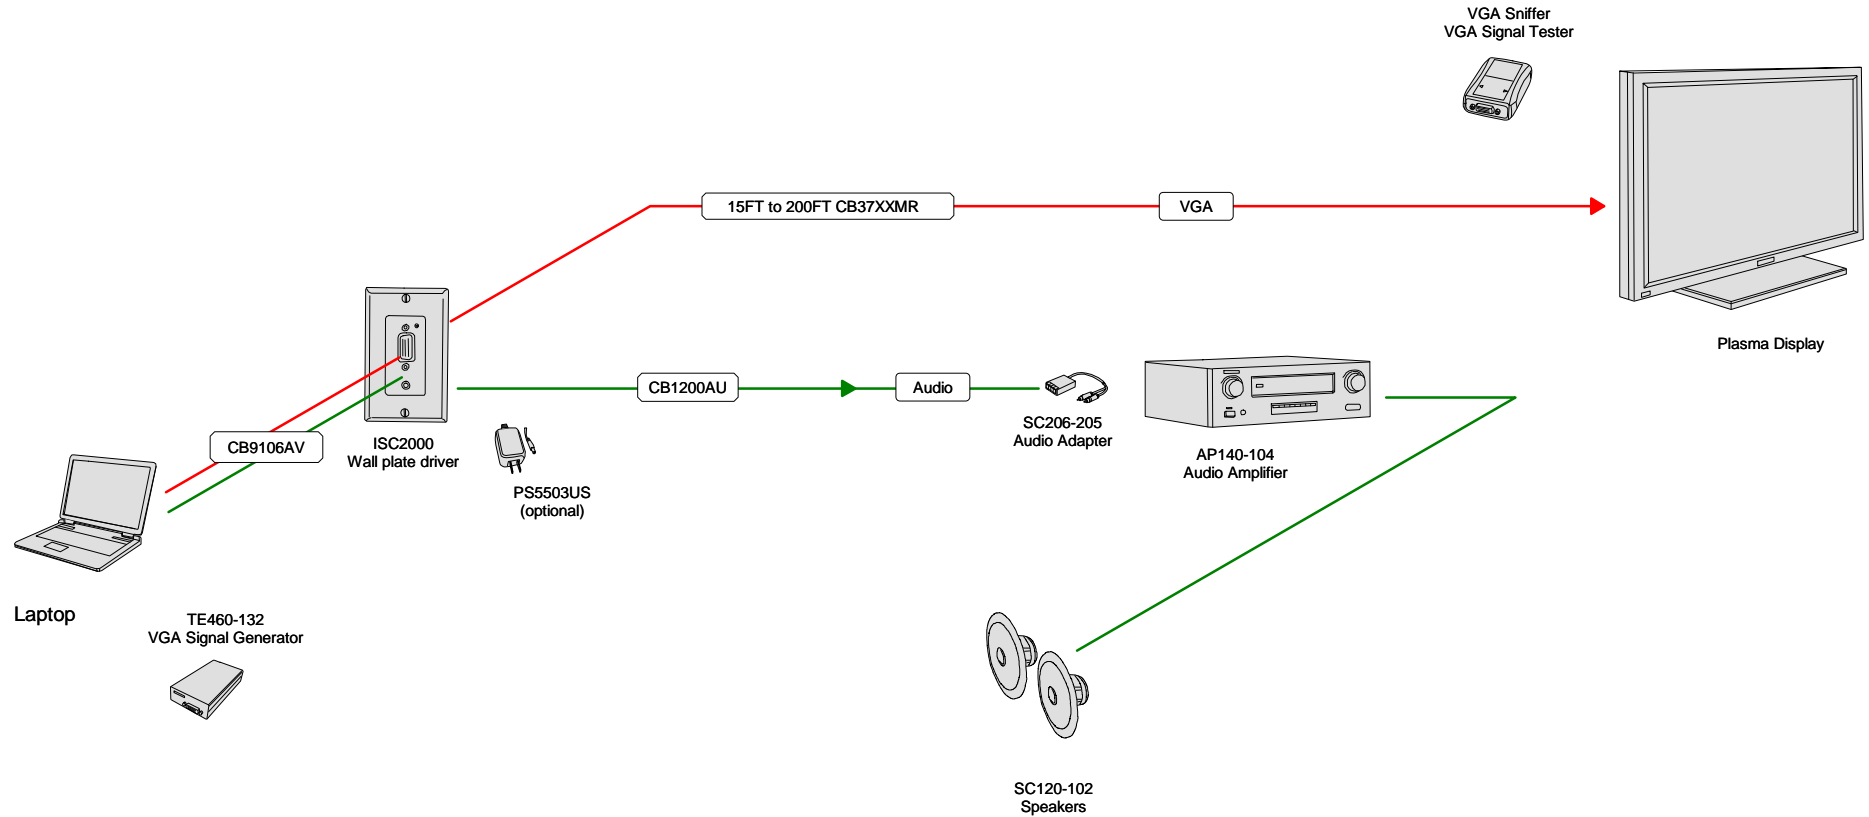 VGA Sniffer
VGA Signal Tester
15FT to 200FT CB37XXMR
VGA
Plasma Display
CB1200AU
Audio
SC206-205
Audio Adapter
AP140-104
Audio Amplifier
CB9106AV
ISC2000
Wall plate driver
PS5503US
(optional)
Laptop
TE460-132
VGA Signal Generator
SC120-102
Speakers